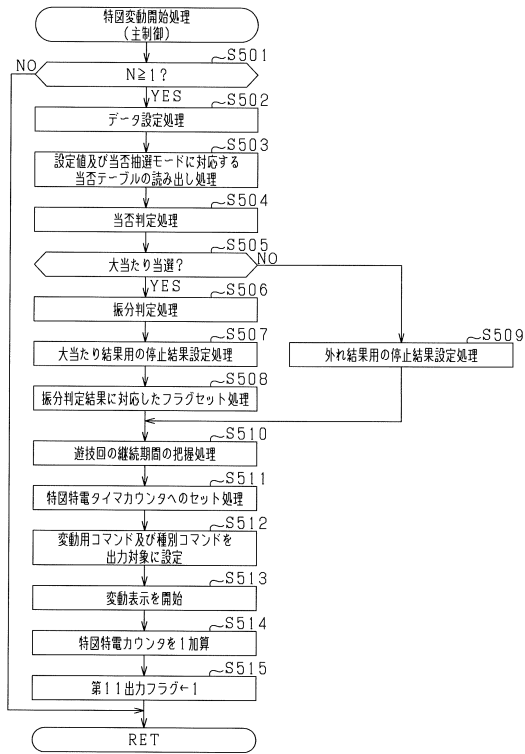 特図変動開始処理
(主制御)
S501
NO
N≧1?
YES
S502
データ設定処理
S503
設定値及び当否抽選モードに対応する
当否テーブルの読み出し処理
S504
当否判定処理
S505
大当たり当選?
NO
YES
S506
振分判定処理
S507
大当たり結果用の停止結果設定処理
S509
外れ結果用の停止結果設定処理
S508
振分判定結果に対応したフラグセット処理
S510
遊技回の継続期間の把握処理
S511
特図特電タイマカウンタへのセット処理
S512
変動用コマンド及び種別コマンドを
出力対象に設定
S513
変動表示を開始
S514
特図特電カウンタを1加算
S515
第11出力フラグ←1
RET